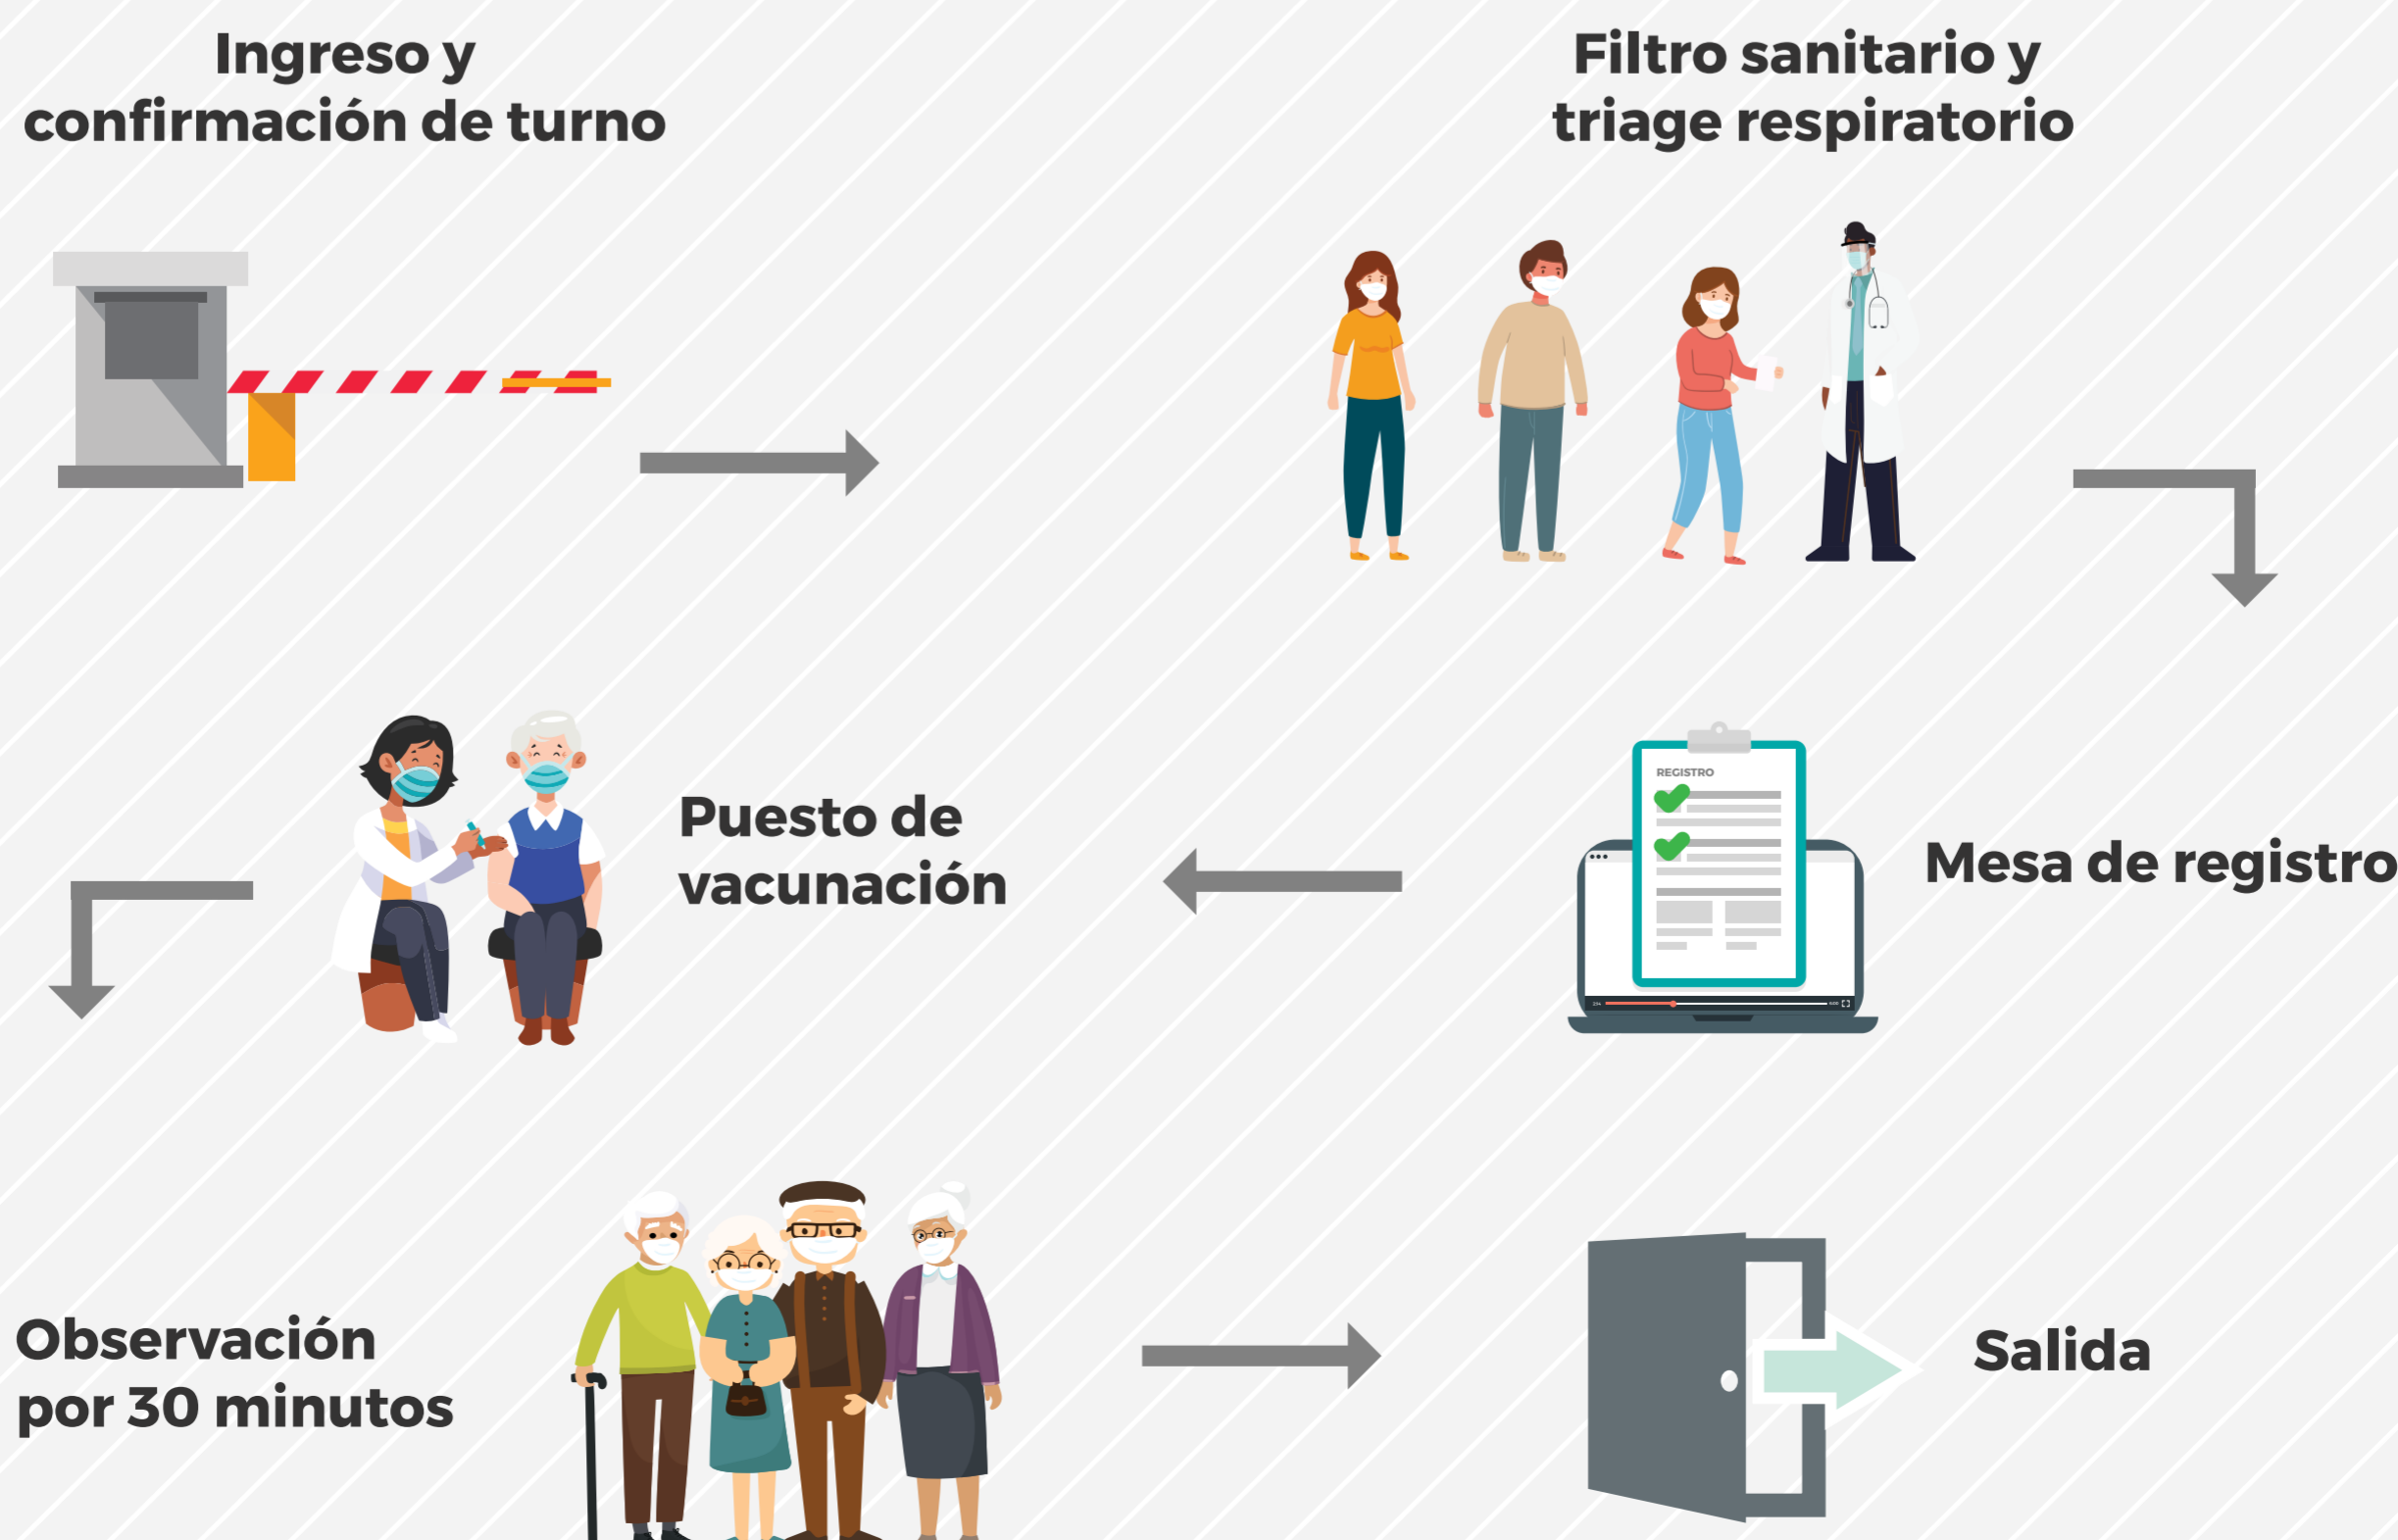 Ingreso y
confirmación de turno
Filtro sanitario y
triage respiratorio
REGISTRO
Mesa de registro
Puesto de
vacunación
Observación
por 30 minutos
Salida